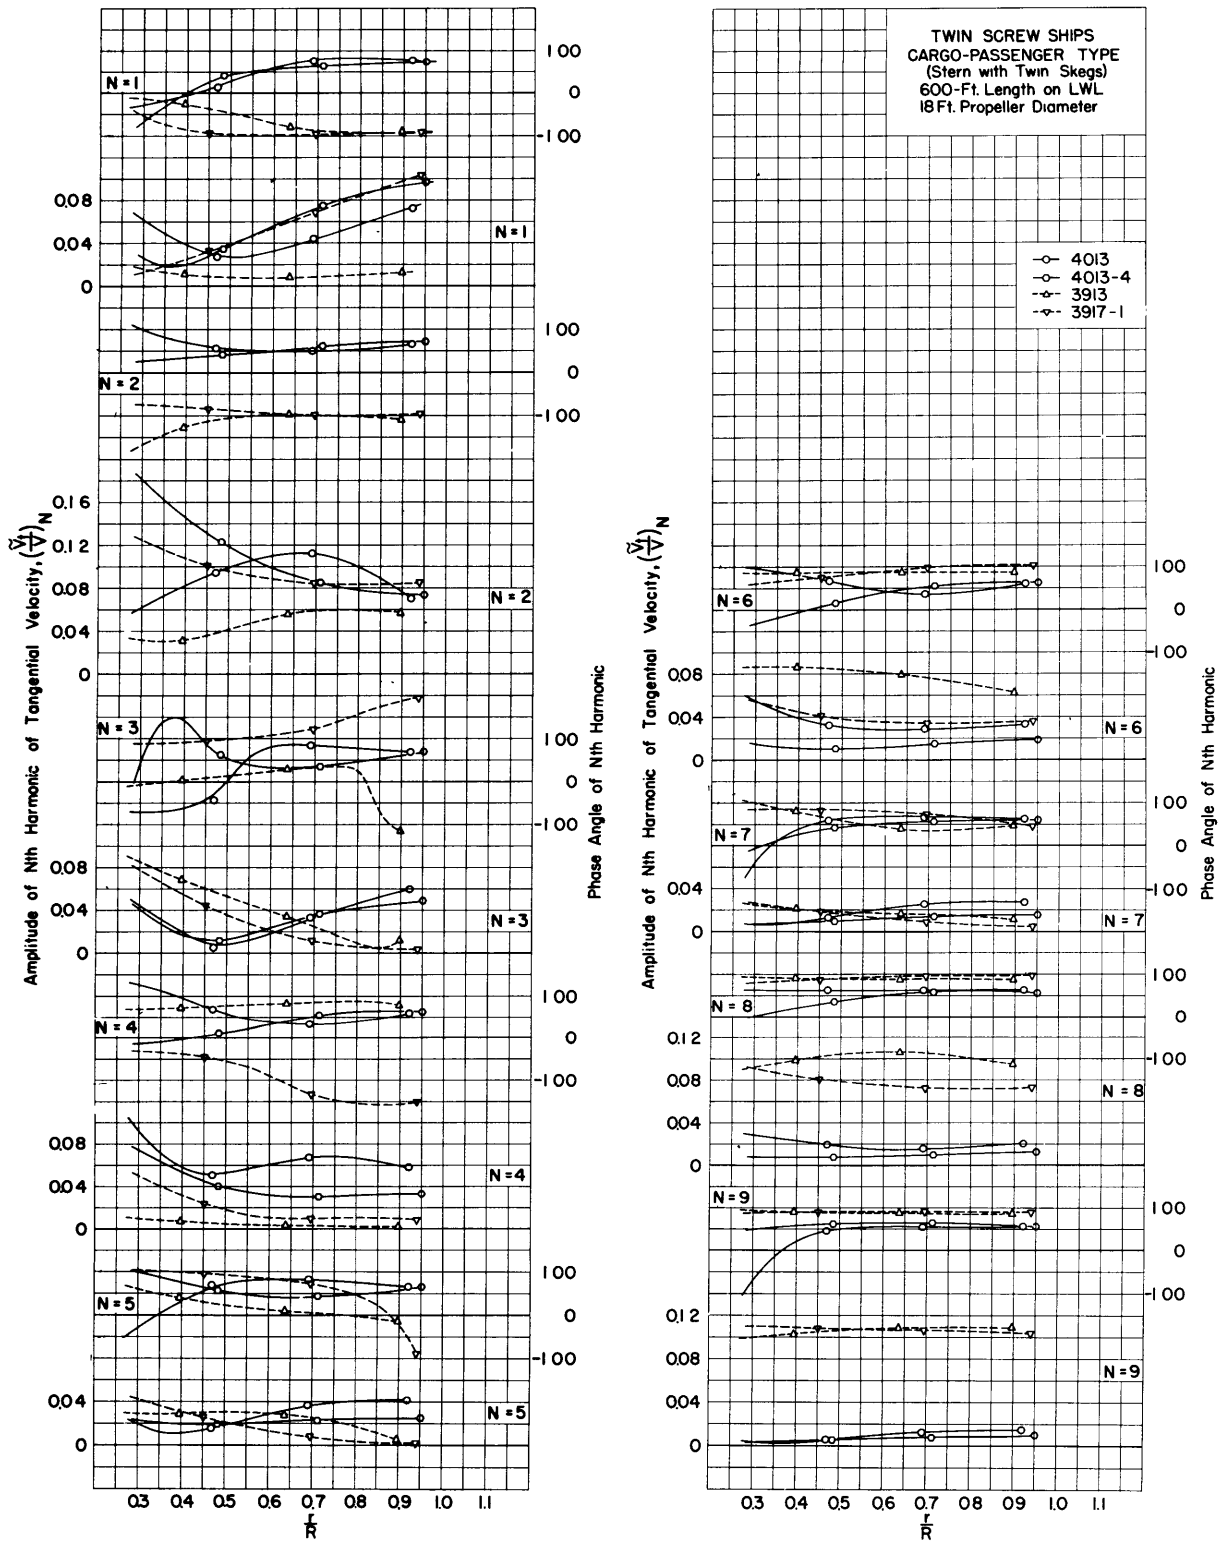 TWIN SCREW SHIPS
CARGO-PASSENGER TYPE
(Stern with Twin Skegs)
600-Ft. Length on LWL
18 Ft. Propeller Diameter
4013
4013-4
3913
3917-1
Amplitude of Nth Harmonic of Tangential Velocity, (Ṽt/V)N
Phase Angle of Nth Harmonic
N=1
100
0
-100
0.08
0.04
0
N=1
100
0
-100
N=2
0.16
0.12
0.08
0.04
0
N=2
N=3
100
0
-100
0.08
0.04
0
N=3
100
0
-100
N=4
0.08
0.04
0
N=4
100
0
-100
N=5
0.04
0
N=5
0.3 0.4 0.5 0.6 0.7 0.8 0.9 1.0 1.1
r/R
Amplitude of Nth Harmonic of Tangential Velocity, (Ṽt/V)N
Phase Angle of Nth Harmonic
N=6
100
0
-100
0.08
0.04
0
N=6
N=7
100
0
-100
0.04
0
N=7
N=8
100
0
-100
0.12
0.08
0.04
0
N=8
N=9
100
0
-100
0.12
0.08
0.04
0
N=9
0.3 0.4 0.5 0.6 0.7 0.8 0.9 1.0 1.1
r/R